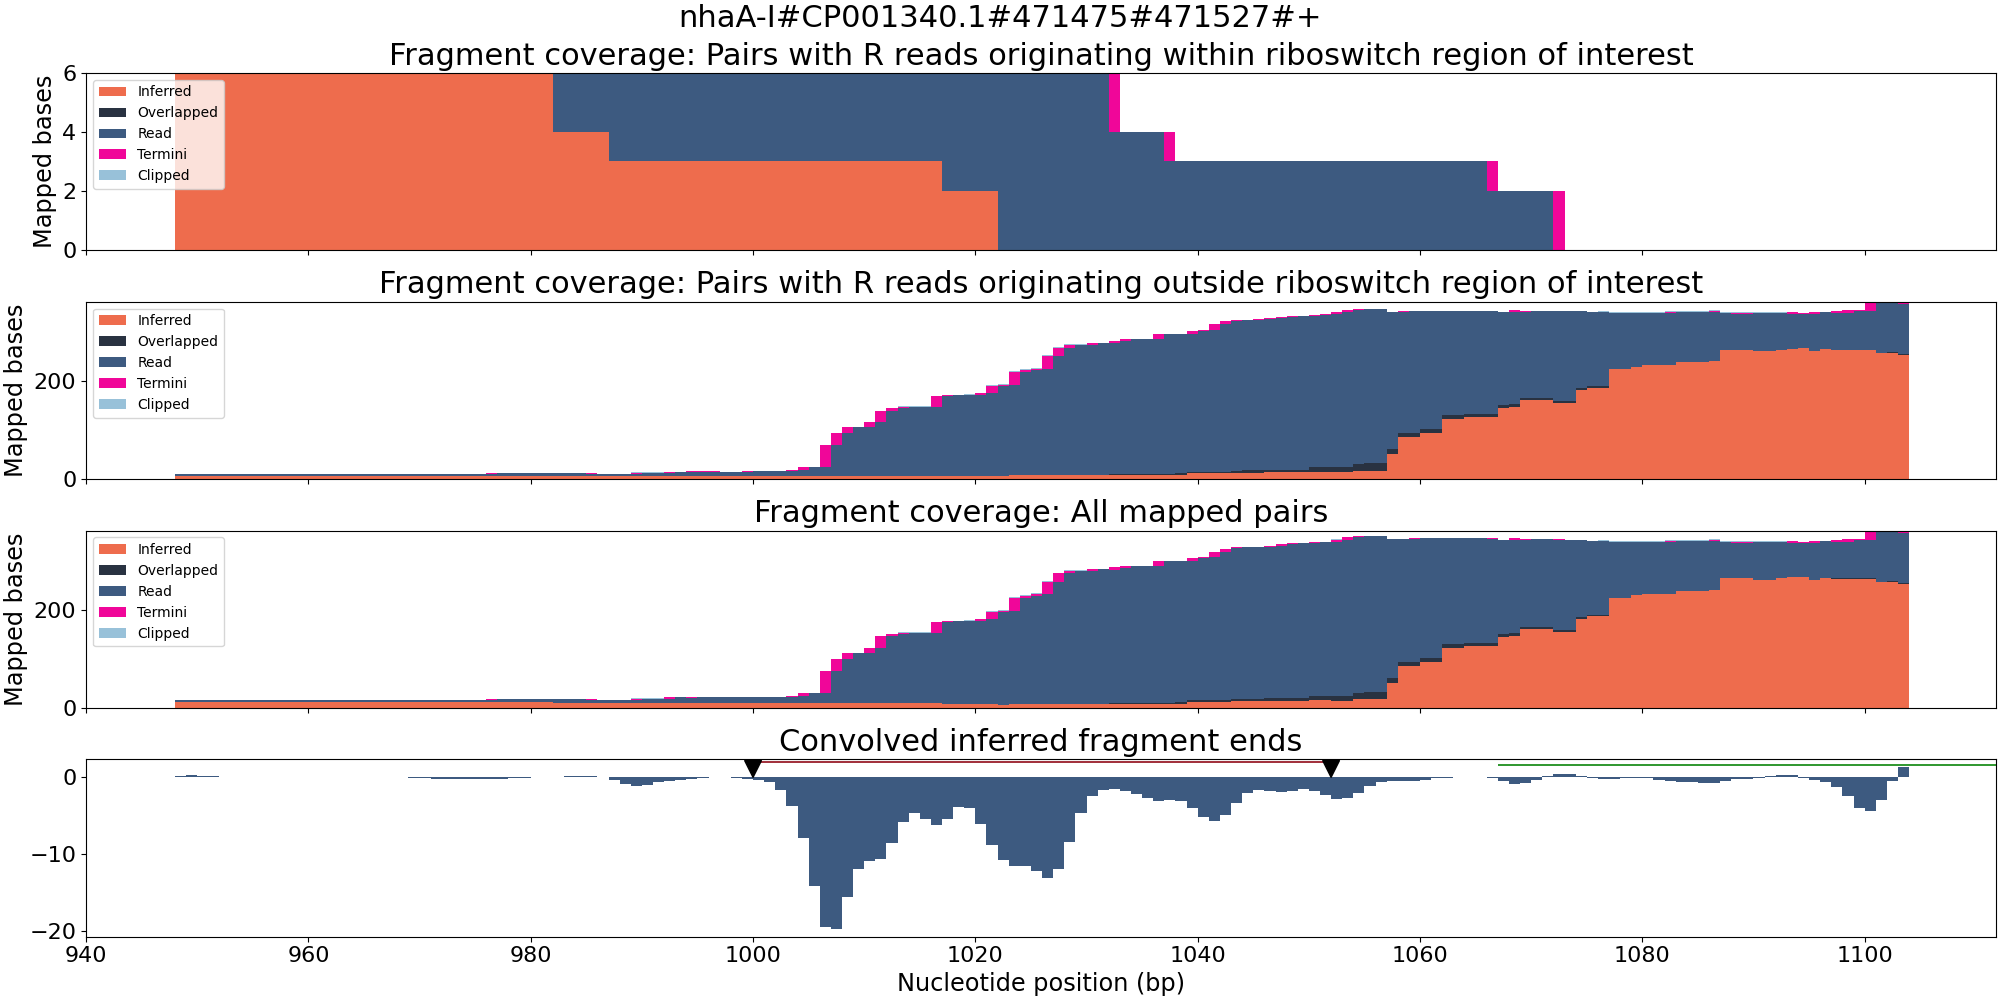 nhaA-I#CP001340.1#471475#471527#+
Fragment coverage: Pairs with R reads originating within riboswitch region of interest
Mapped bases
6
4
2
0
Inferred
Overlapped
Read
Termini
Clipped
Fragment coverage: Pairs with R reads originating outside riboswitch region of interest
Mapped bases
200
0
Inferred
Overlapped
Read
Termini
Clipped
Fragment coverage: All mapped pairs
Mapped bases
200
0
Inferred
Overlapped
Read
Termini
Clipped
Convolved inferred fragment ends
0
−10
−20
940 960 980 1000 1020 1040 1060 1080 1100
Nucleotide position (bp)